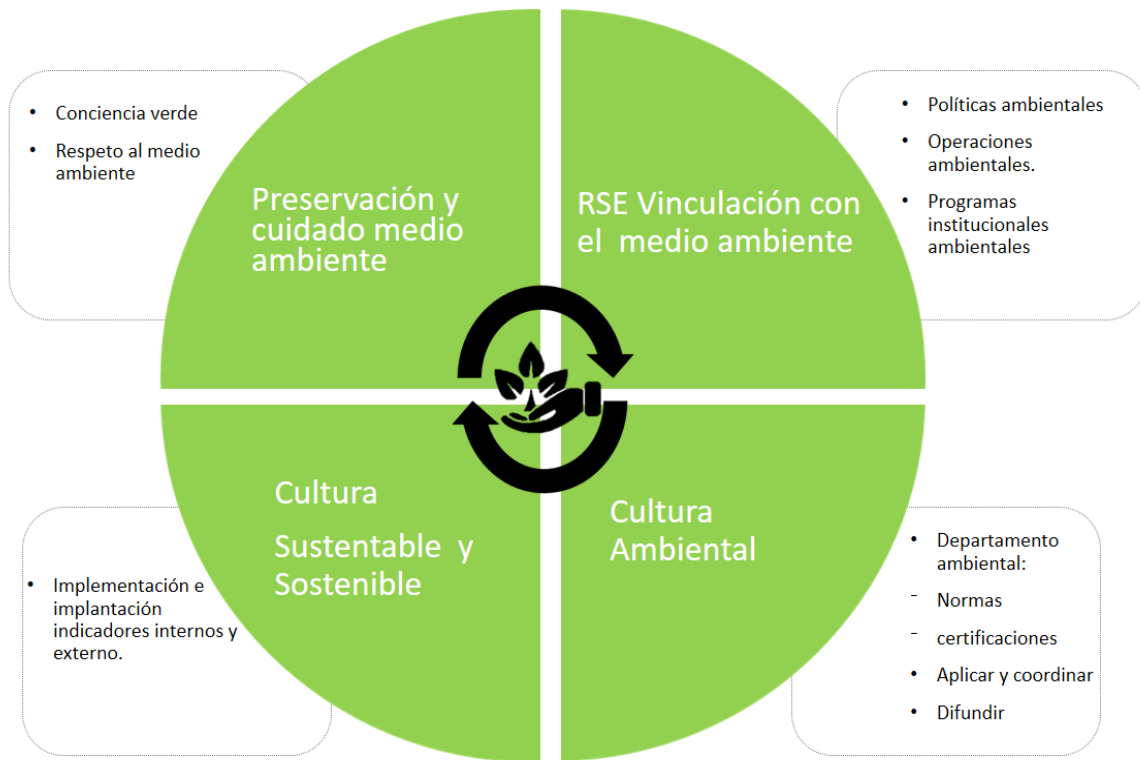 • Conciencia verde
• Respeto al medio
ambiente
Preservación y
cuidado medio
ambiente
RSE Vinculación con
el  medio ambiente
• Políticas ambientales
• Operaciones
ambientales.
• Programas
institucionales
ambientales
Cultura
Sustentable  y
Sostenible
• Implementación e
implantación
indicadores internos y
externo.
Cultura
Ambiental
• Departamento
ambiental:
- Normas
- certificaciones
• Aplicar y coordinar
• Difundir